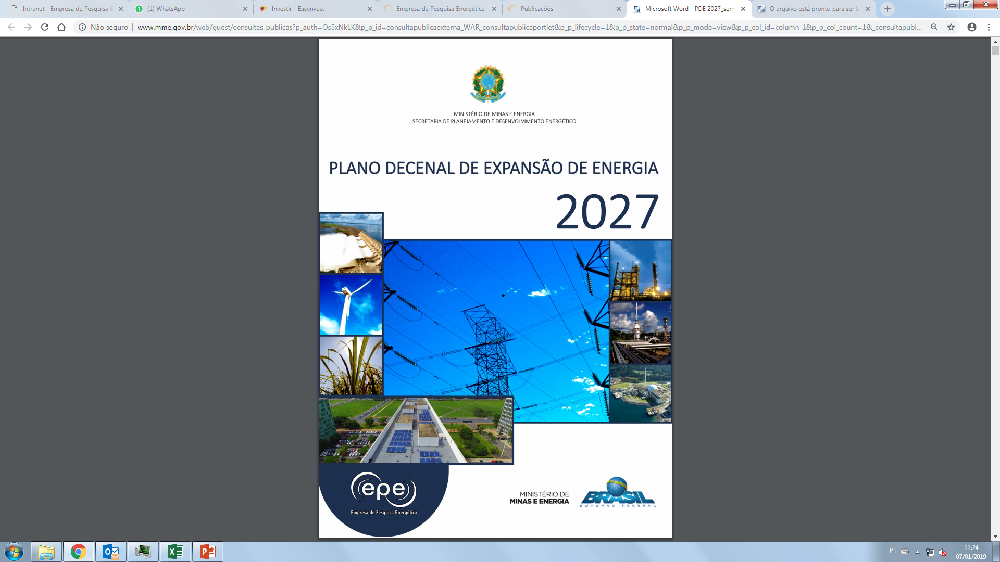 Intranet - Empresa de Pesquisa E
(1) WhatsApp
Investir - Easynvest
Empresa de Pesquisa Energética
Publicações
Microsoft Word - PDE 2027_sem
O arquivo está pronto para ser b
Não seguro
www.mme.gov.br/web/guest/consultas-publicas?p_auth=Os5xNkLK&p_p_id=consultapublicaexterna_WAR_consultapublicaportlet&p_p_lifecycle=1&p_p_state=normal&p_p_mode=view&p_p_col_id=column-1&p_p_col_count=1&_consultapubl...
MINISTÉRIO DE MINAS E ENERGIA
SECRETARIA DE PLANEJAMENTO E DESENVOLVIMENTO ENERGÉTICO
PLANO DECENAL DE EXPANSÃO DE ENERGIA
2027
epe
Empresa de Pesquisa Energética
MINISTÉRIO DE
MINAS E ENERGIA
BRASIL
GOVERNO FEDERAL
PT
11:24
07/01/2019